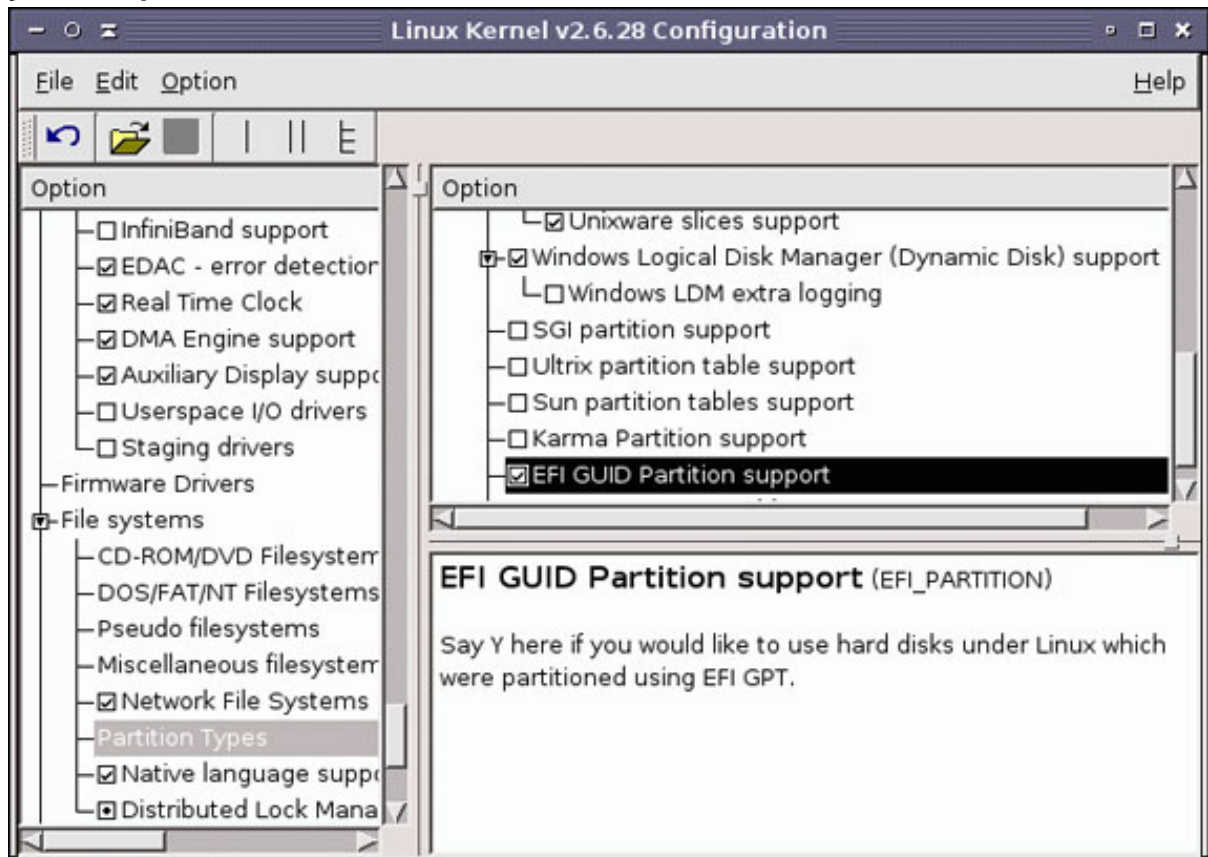 Linux Kernel v2.6.28 Configuration
File Edit Option Help
Option
InfiniBand support
EDAC - error detection
Real Time Clock
DMA Engine support
Auxiliary Display suppo
Userspace I/O drivers
Staging drivers
Firmware Drivers
File systems
CD-ROM/DVD Filesystem
DOS/FAT/NT Filesystems
Pseudo filesystems
Miscellaneous filesystem
Network File Systems
Partition Types
Native language suppo
Distributed Lock Mana
Option
Unixware slices support
Windows Logical Disk Manager (Dynamic Disk) support
Windows LDM extra logging
SGI partition support
Ultrix partition table support
Sun partition tables support
Karma Partition support
EFI GUID Partition support
EFI GUID Partition support (EFI_PARTITION)
Say Y here if you would like to use hard disks under Linux which
were partitioned using EFI GPT.